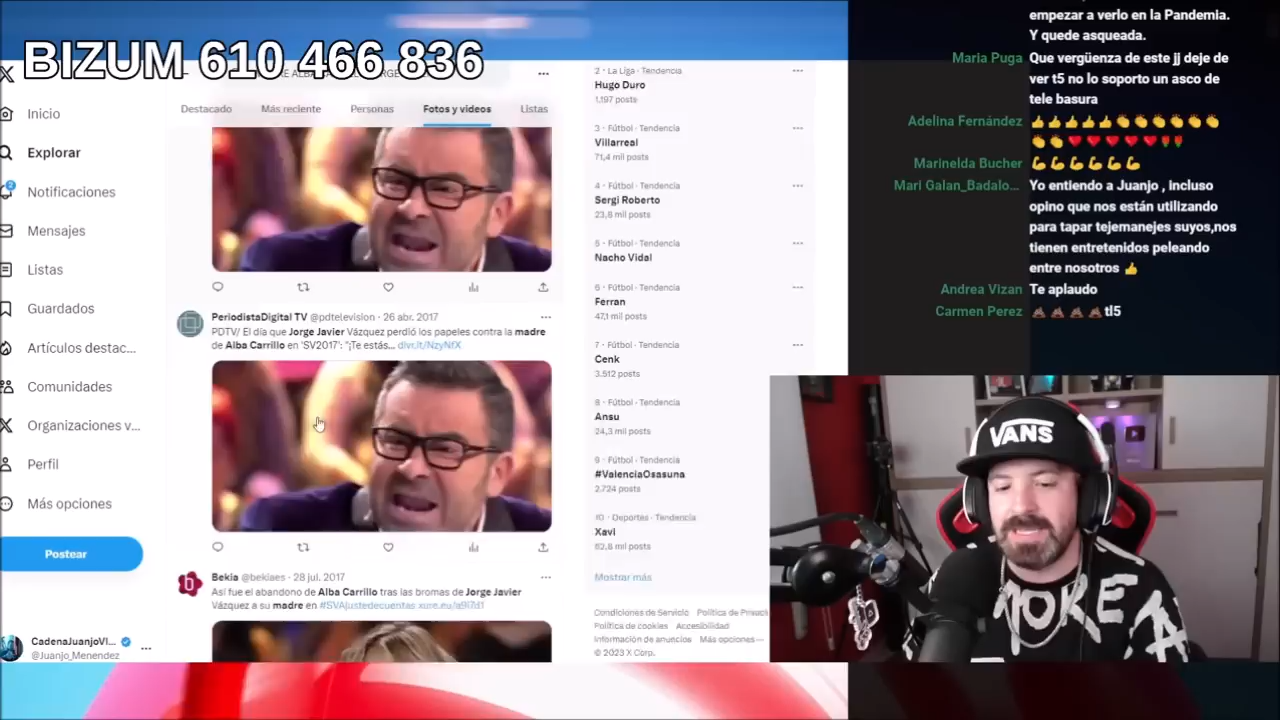 BIZUM 610 466 836
Destacado
Más reciente
Personas
Fotos y videos
Listas
Inicio
Explorar
2
Notificaciones
Mensajes
Listas
Guardados
Artículos destac...
Comunidades
Organizaciones v...
Perfil
Más opciones
Postear
CadenaJuanjoVl...
@Juanjo_Menendez
PeriodistaDigital TV @pdtelevision · 26 abr. 2017
PDTV/ El día que Jorge Javier Vázquez perdió los papeles contra la madre
de Alba Carrillo en 'SV2017': "¡Te estás... dlvr.it/NzyNfX
Bekia @bekiaes · 28 jul. 2017
Así fue el abandono de Alba Carrillo tras las bromas de Jorge Javier
Vázquez a su madre en #SVAjustedecuentas
2 · La Liga · Tendencia
Hugo Duro
1.197 posts
3 · Fútbol · Tendencia
Villarreal
71,4 mil posts
4 · Fútbol · Tendencia
Sergi Roberto
23,8 mil posts
5 · Fútbol · Tendencia
Nacho Vidal
6 · Fútbol · Tendencia
Ferran
47,1 mil posts
7 · Fútbol · Tendencia
Cenk
3.512 posts
8 · Fútbol · Tendencia
Ansu
24,3 mil posts
9 · Fútbol · Tendencia
#ValenciaOsasuna
2.724 posts
10 · Deportes · Tendencia
Xavi
62,8 mil posts
Mostrar más
Condiciones de Servicio Política de Privaci
Política de cookies Accesibilidad
Información de anuncios Más opciones
© 2023 X Corp.
empezar a verlo en la Pandemia.
Y quede asqueada.
Maria Puga Que vergüenza de este jj deje de
ver t5 no lo soporto un asco de
tele basura
Adelina Fernández 👍👍👍👍👍👏👏👏👏👏
👏👏❤️❤️❤️❤️🌹🌹
Marinelda Bucher 💪💪💪💪💪💪
Mari Galan_Badalo... Yo entiendo a Juanjo , incluso
opino que nos están utilizando
para tapar tejemanejes suyos,nos
tienen entretenidos peleando
entre nosotros 👍
Andrea Vizan Te aplaudo
Carmen Perez 💩💩💩💩tl5
VANS